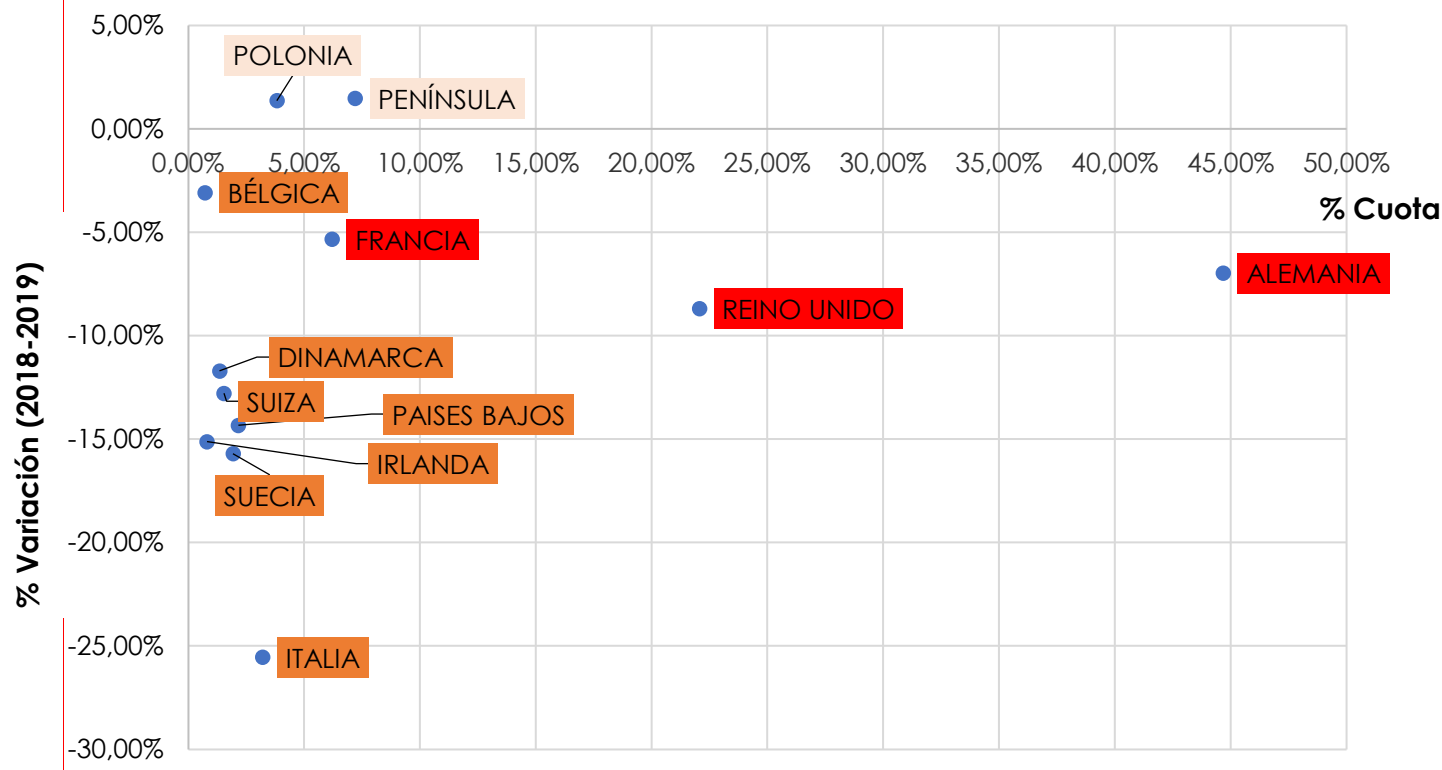 5,00%
POLONIA
PENÍNSULA
0,00%
0,00% 5,00% 10,00% 15,00% 20,00% 25,00% 30,00% 35,00% 40,00% 45,00% 50,00%
BÉLGICA
% Cuota
-5,00%
FRANCIA
ALEMANIA
REINO UNIDO
-10,00%
DINAMARCA
SUIZA
PAISES BAJOS
-15,00%
IRLANDA
SUECIA
-20,00%
-25,00%
ITALIA
-30,00%
% Variación (2018-2019)